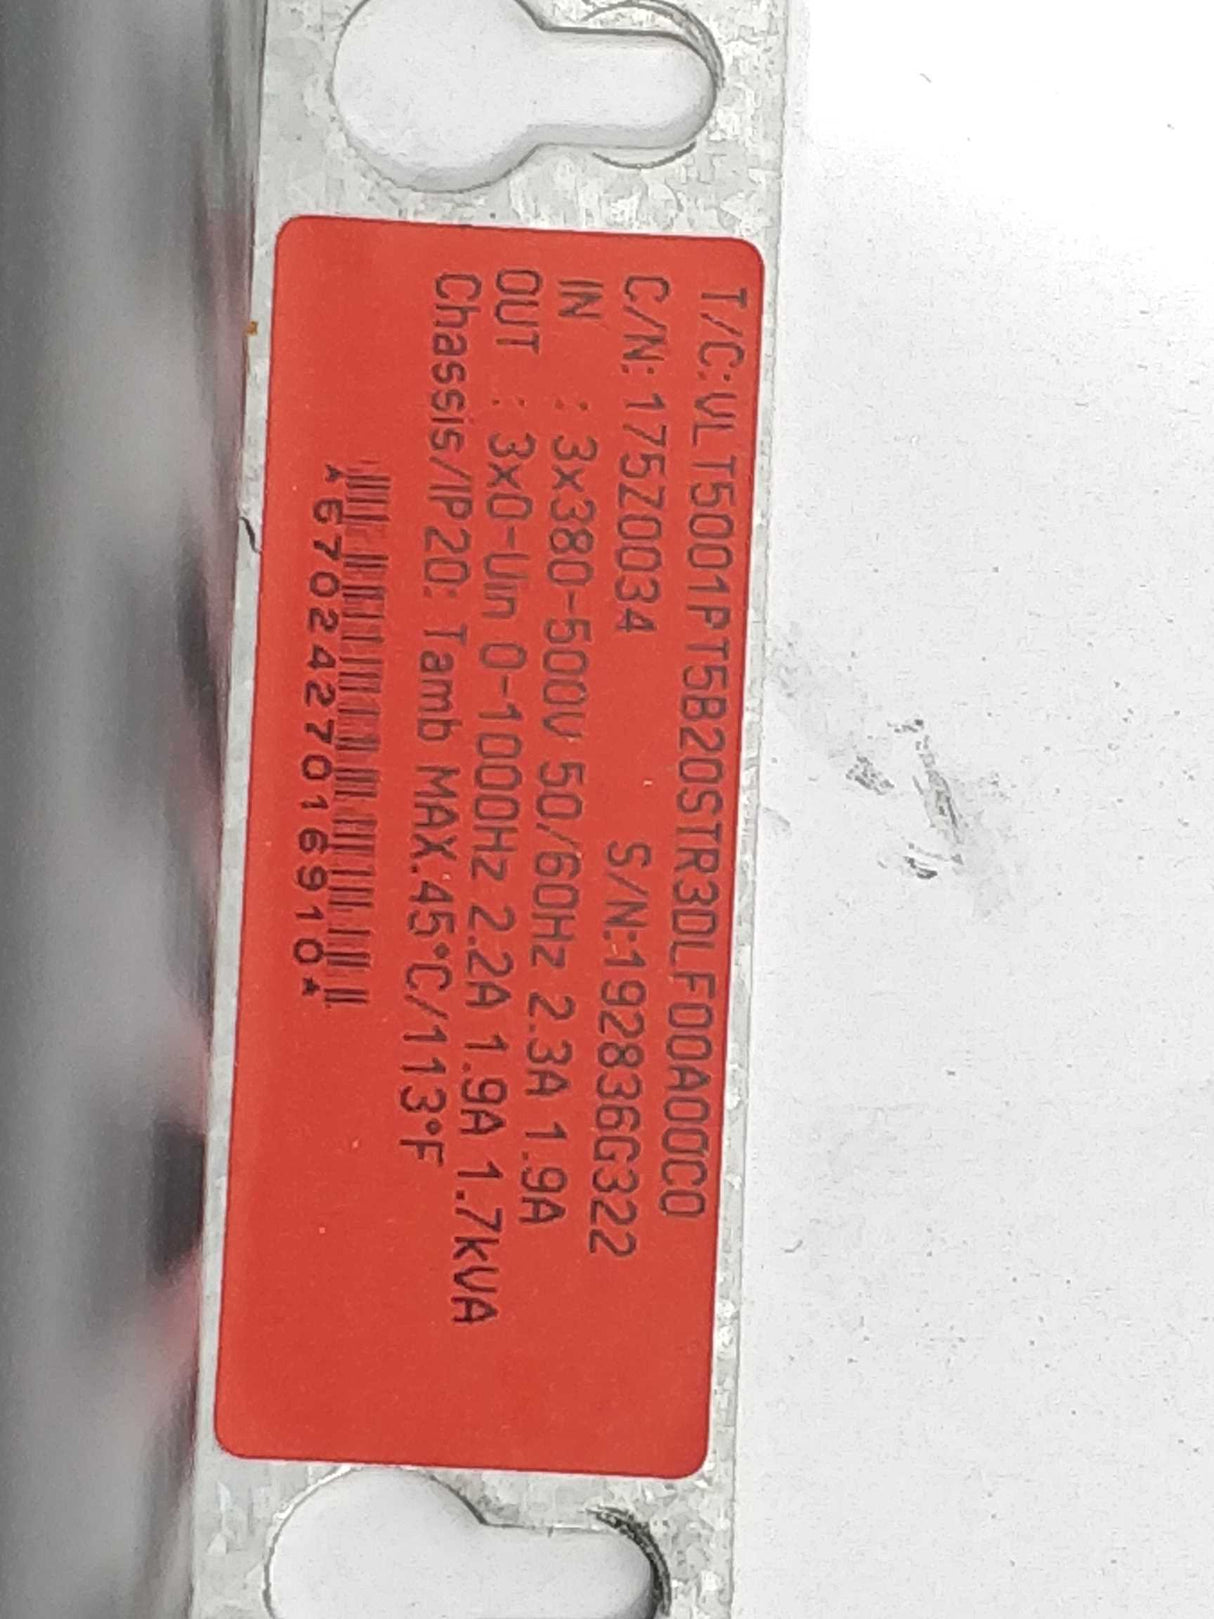 T/C:VLT5001PT5B20STR3DLF00A00C0
C/N: 175Z0034 S/N:192836G322
IN : 3x380-500V 50/60Hz 2.3A 1.9A
OUT : 3x0-Uin 0-1000Hz 2.2A 1.9A 1.7kVA
Chassis/IP20: Tamb MAX.45°C/113°F
*6702427016910*